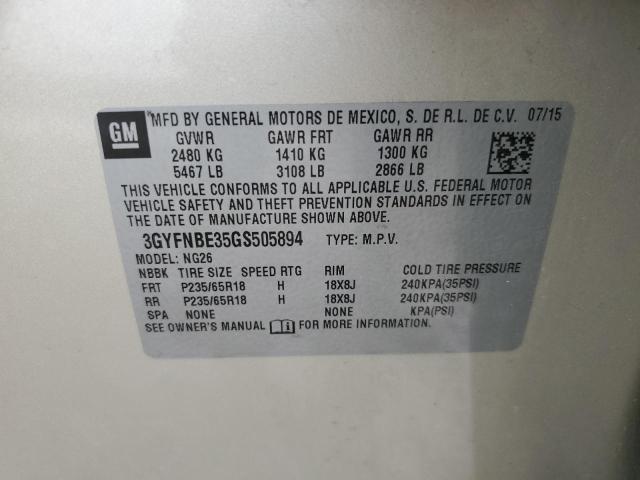 GM
MFD BY GENERAL MOTORS DE MEXICO, S. DE R.L. DE C.V. 07/15
GVWR GAWR FRT GAWR RR
2480 KG 1410 KG 1300 KG
5467 LB 3108 LB 2866 LB
THIS VEHICLE CONFORMS TO ALL APPLICABLE U.S. FEDERAL MOTOR
VEHICLE SAFETY AND THEFT PREVENTION STANDARDS IN EFFECT ON
THE DATE OF MANUFACTURE SHOWN ABOVE.
3GYFNBE35GS505894 TYPE: M.P.V.
MODEL: NG26
NBBK TIRE SIZE SPEED RTG RIM COLD TIRE PRESSURE
FRT P235/65R18 H 18X8J 240KPA(35PSI)
RR P235/65R18 H 18X8J 240KPA(35PSI)
SPA NONE NONE KPA(PSI)
SEE OWNER'S MANUAL FOR MORE INFORMATION.